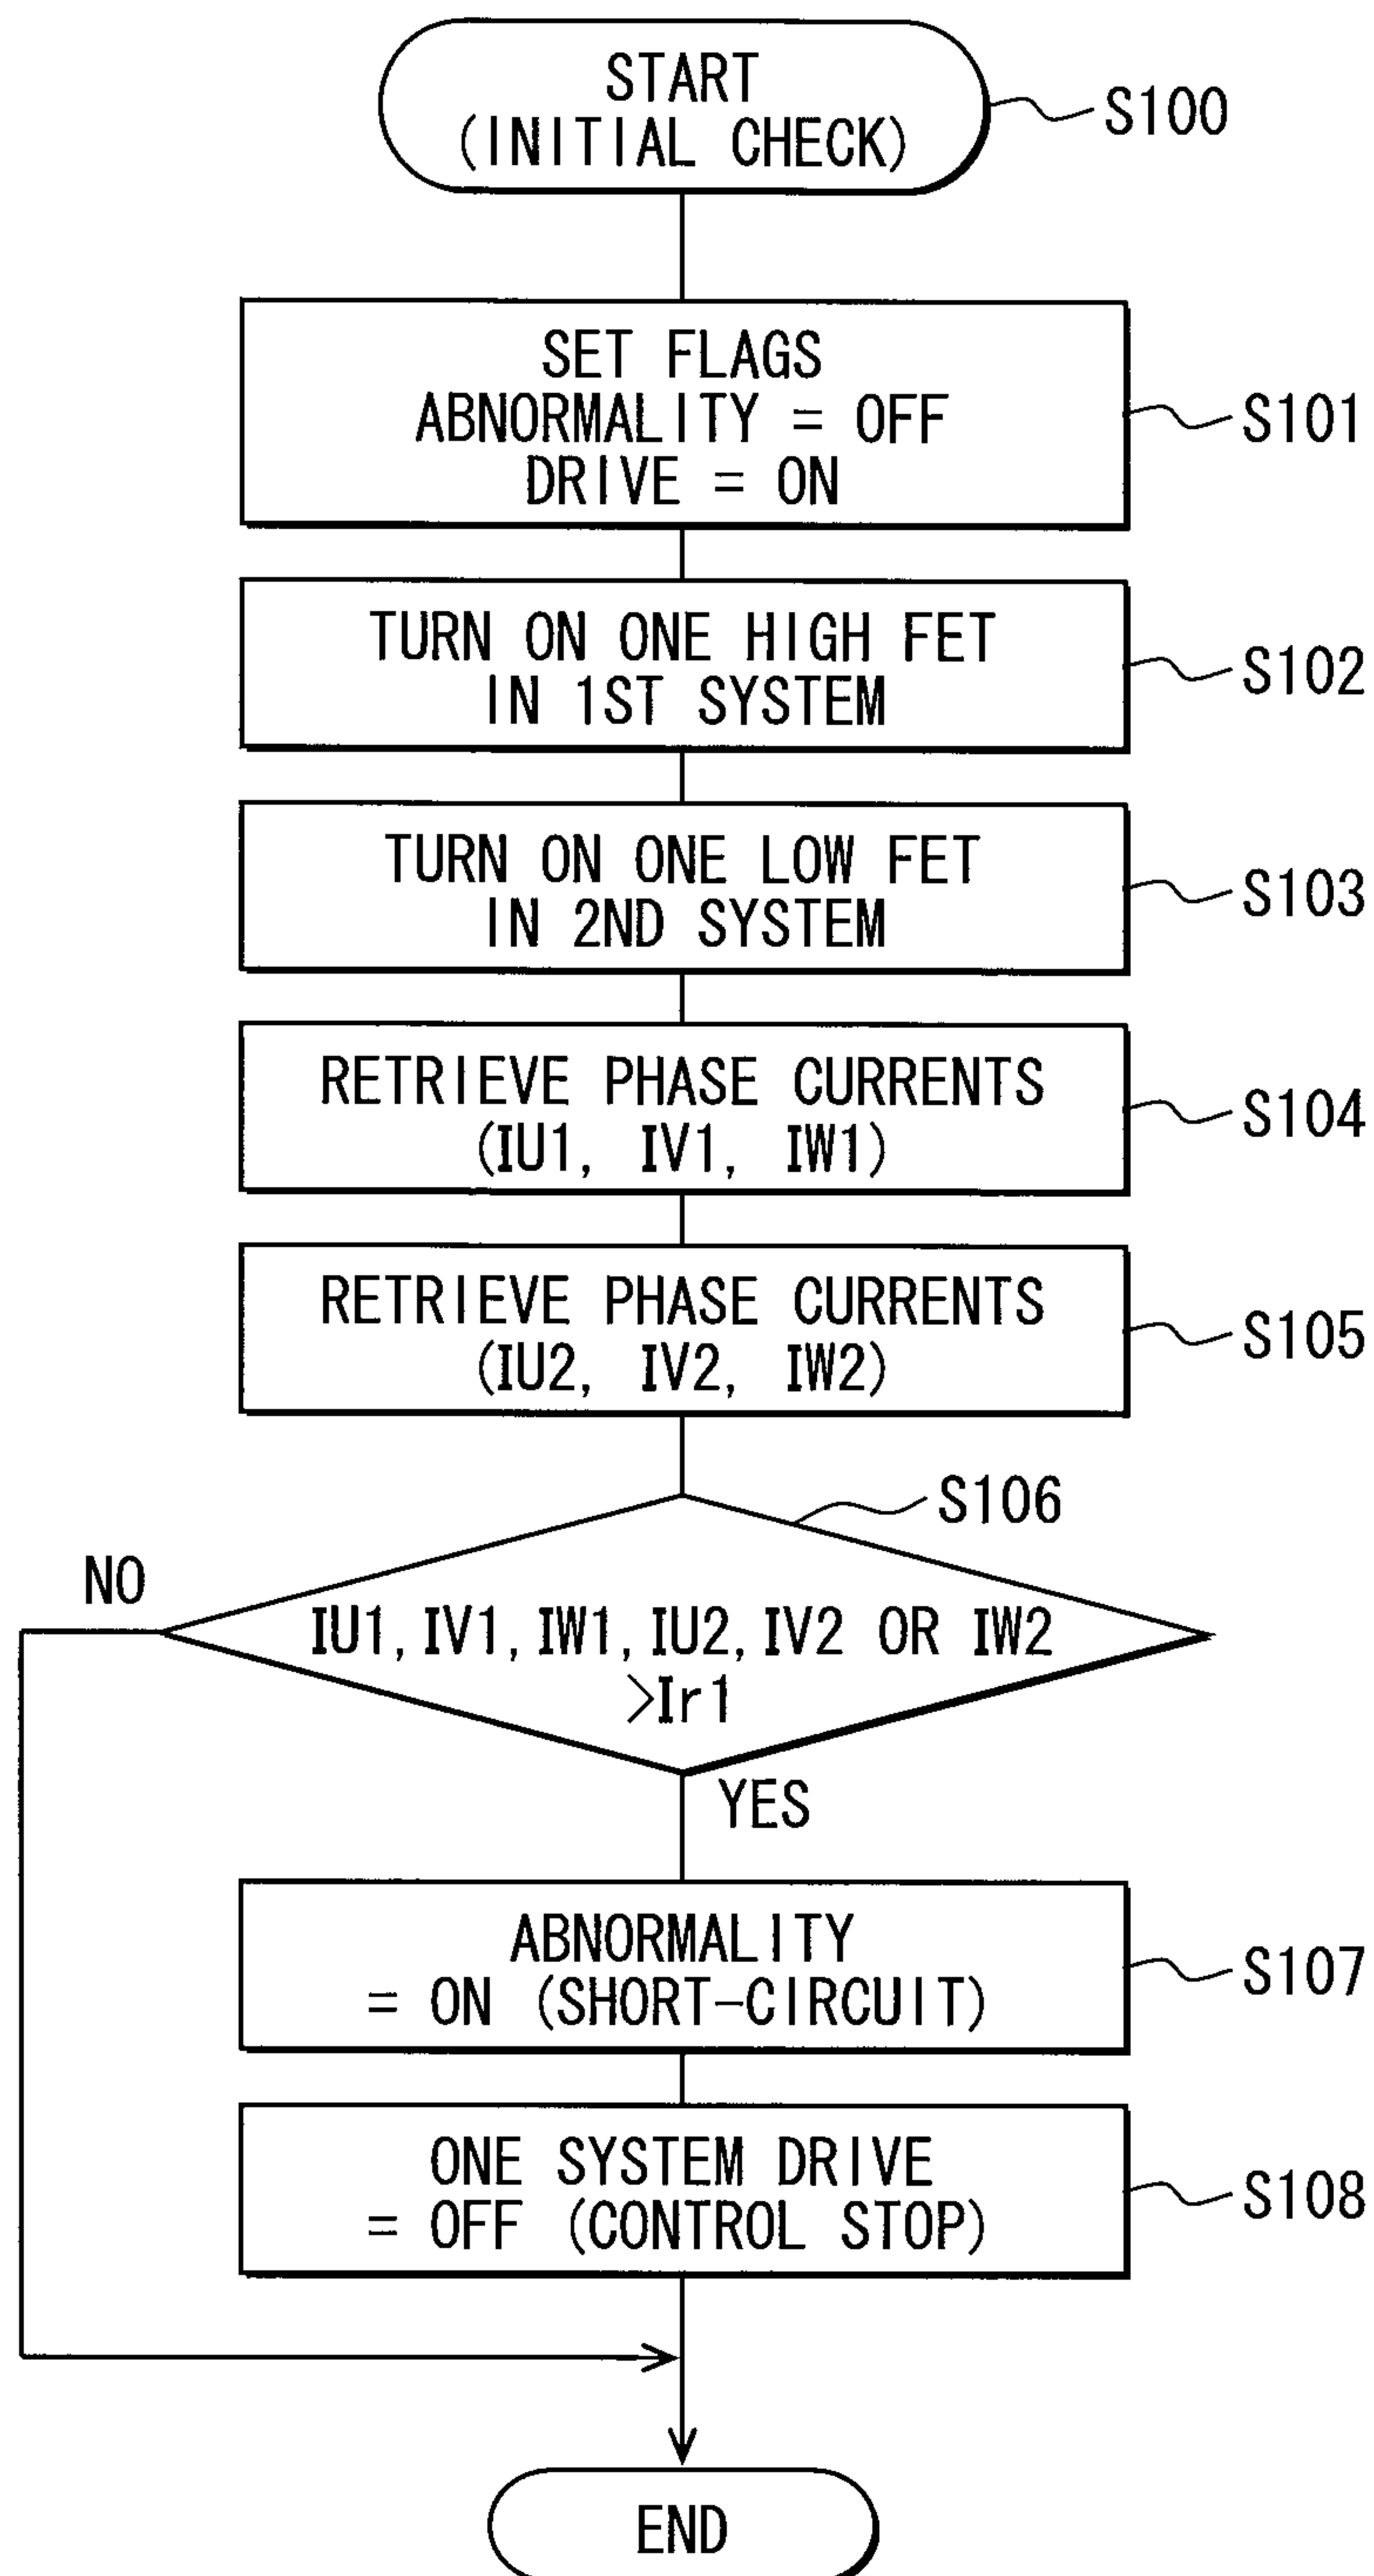 START
(INITIAL CHECK)
S100
SET FLAGS
ABNORMALITY = OFF
DRIVE = ON
S101
TURN ON ONE HIGH FET
IN 1ST SYSTEM
S102
TURN ON ONE LOW FET
IN 2ND SYSTEM
S103
RETRIEVE PHASE CURRENTS
(IU1, IV1, IW1)
S104
RETRIEVE PHASE CURRENTS
(IU2, IV2, IW2)
S105
S106
NO
IU1, IV1, IW1, IU2, IV2 OR IW2
>Ir1
YES
ABNORMALITY
= ON (SHORT-CIRCUIT)
S107
ONE SYSTEM DRIVE
= OFF (CONTROL STOP)
S108
END